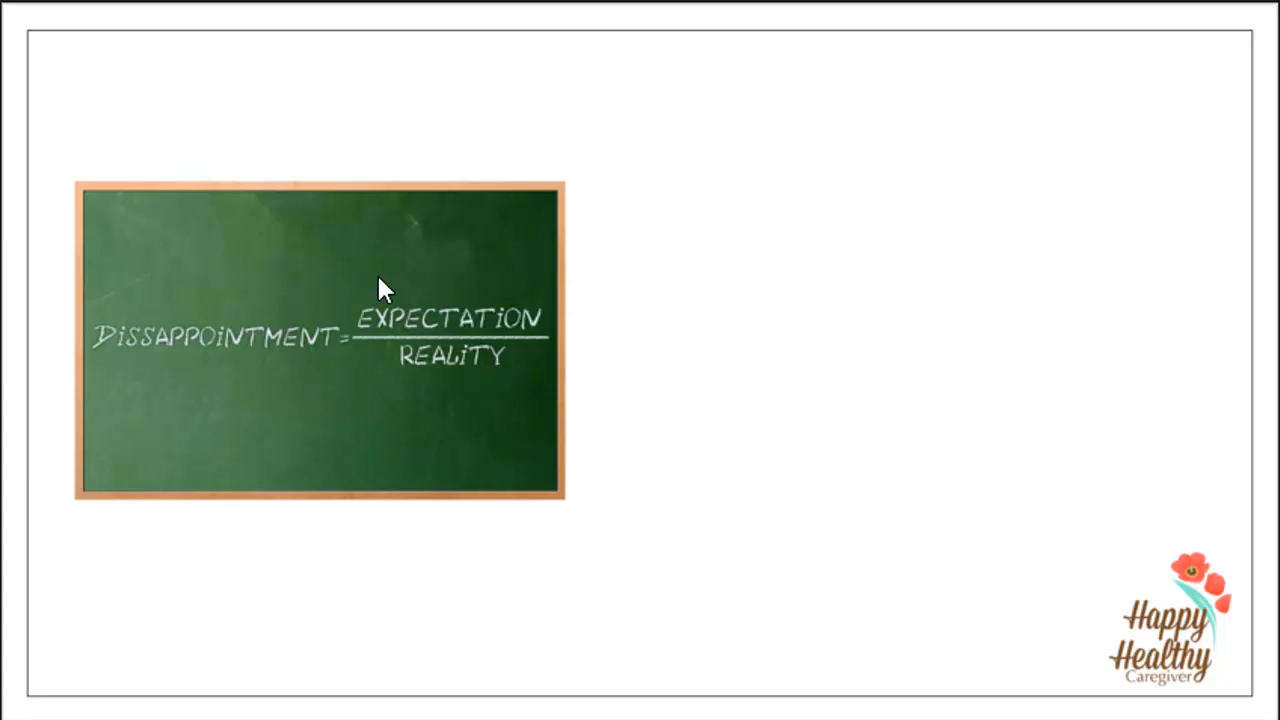 DiSSAPPOiNTMENT=
EXPECTATiON
REALiTY
Happy
Healthy
Caregiver